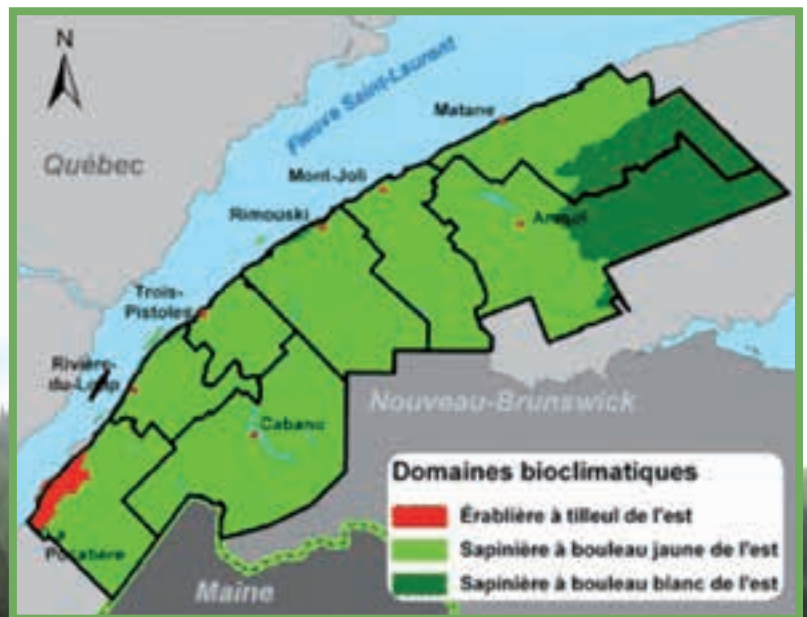 N
Fleuve Saint-Laurent
Québec
Matane
Mont-Joli
Rimouski
Amqui
Trois-
Pistoles
Rivière-
du-Loup
Cabano
Nouveau-Brunswick
La
Pocatière
Maine
Domaines bioclimatiques
Érablière à tilleul de l'est
Sapinière à bouleau jaune de l'est
Sapinière à bouleau blanc de l'est